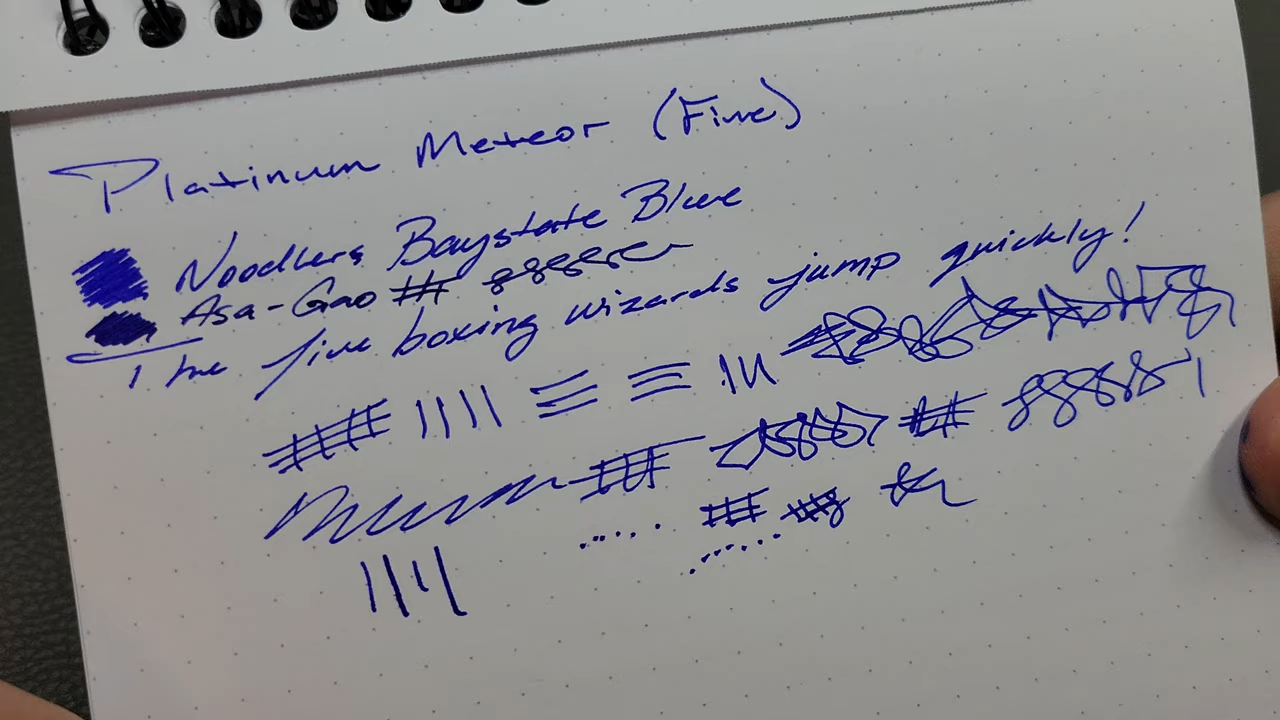 Platinum Meteor (Fine)
Noodlers Baystate Blue
Asa-Gao
The five boxing wizards jump quickly!